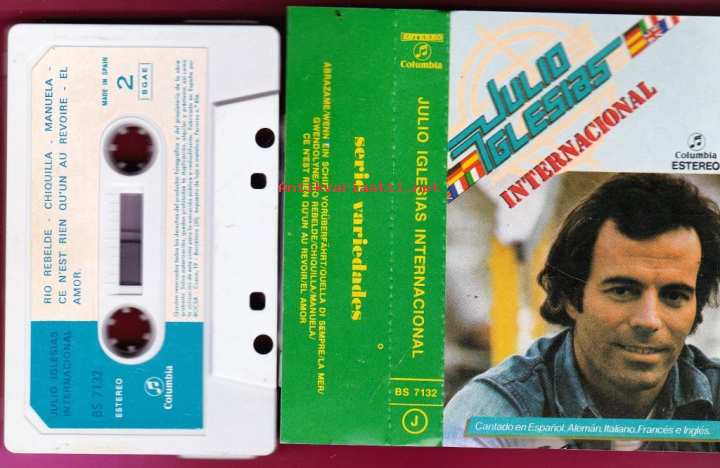 RIO REBELDE - CHIQUILLA - MANUELA -
CE N'EST RIEN QU'UN AU REVOIRE - EL
AMOR.
MADE IN SPAIN
2
BGAE
JULIO IGLESIAS
INTERNACIONAL
BS 7132
ESTEREO
Columbia
ESTEREO
Columbia
JULIO IGLESIAS INTERNACIONAL
BS 7132
J
serie variedades
ABRAZAME/WENN EIN SCHIFF VORÜBERFÄHRT/QUELLA DI SEMPRE/LA MER/
GWENDOLYNE/RIO REBELDE/CHIQUILLA/MANUELA/
CE N'EST RIEN QU'UN AU REVOIR/EL AMOR
JULIO
IGLESIAS
INTERNACIONAL
Columbia
ESTEREO
Cantado en Español, Alemán, Italiano, Francés e Inglés.